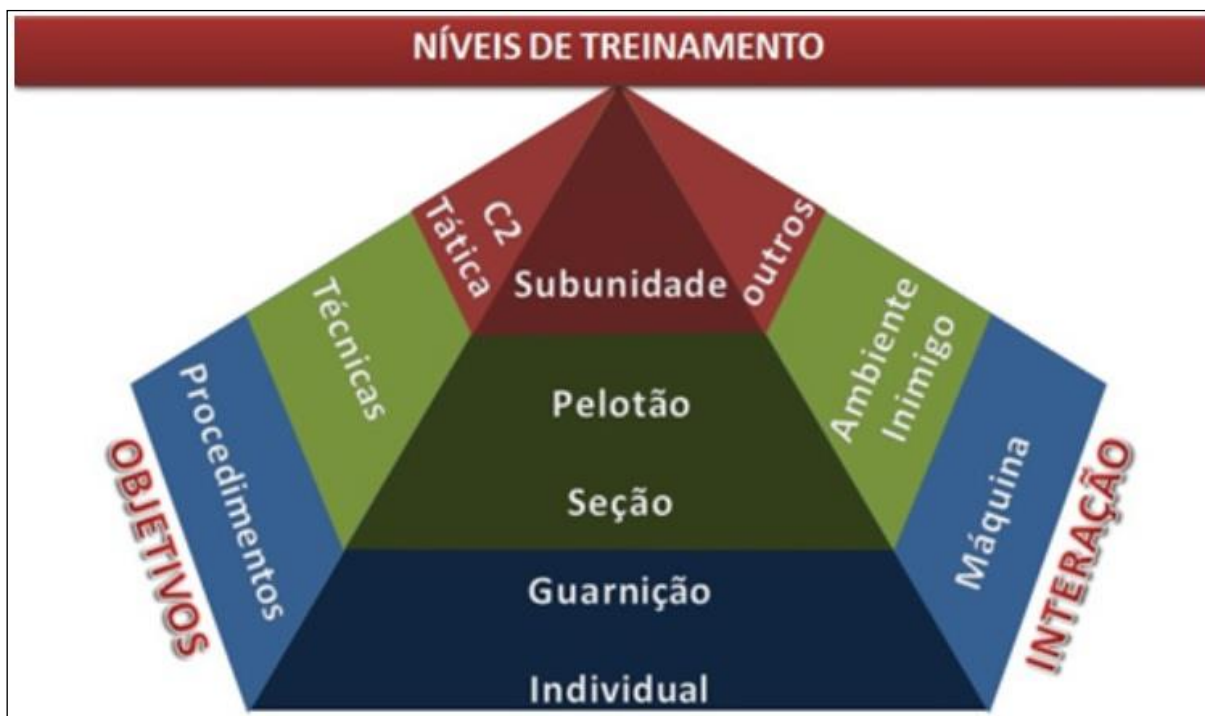 NÍVEIS DE TREINAMENTO
C2
Tática
Subunidade
outros
Técnicas
Pelotão
Seção
Ambiente
Inimigo
Procedimentos
Guarnição
Individual
Máquina
OBJETIVOS
INTERAÇÃO